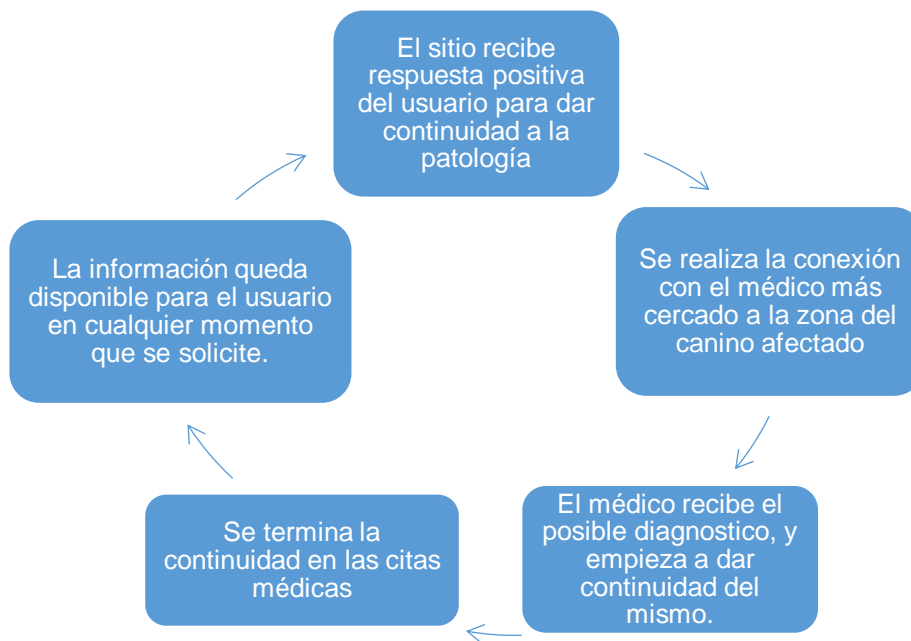 El sitio recibe
respuesta positiva
del usuario para dar
continuidad a la
patología
Se realiza la conexión
con el médico más
cercado a la zona del
canino afectado
El médico recibe el
posible diagnostico, y
empieza a dar
continuidad del
mismo.
Se termina la
continuidad en las citas
médicas
La información queda
disponible para el usuario
en cualquier momento
que se solicite.